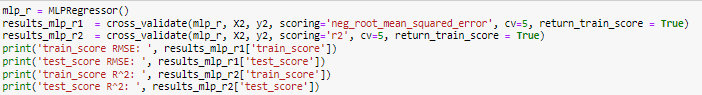 mlp_r = MLPRegressor()
results_mlp_r1  = cross_validate(mlp_r, X2, y2, scoring='neg_root_mean_squared_error', cv=5, return_train_score = True)
results_mlp_r2  = cross_validate(mlp_r, X2, y2, scoring='r2', cv=5, return_train_score = True)
print('train_score RMSE: ', results_mlp_r1['train_score'])
print('test_score RMSE: ', results_mlp_r1['test_score'])
print('train_score R^2: ', results_mlp_r2['train_score'])
print('test_score R^2: ', results_mlp_r2['test_score'])